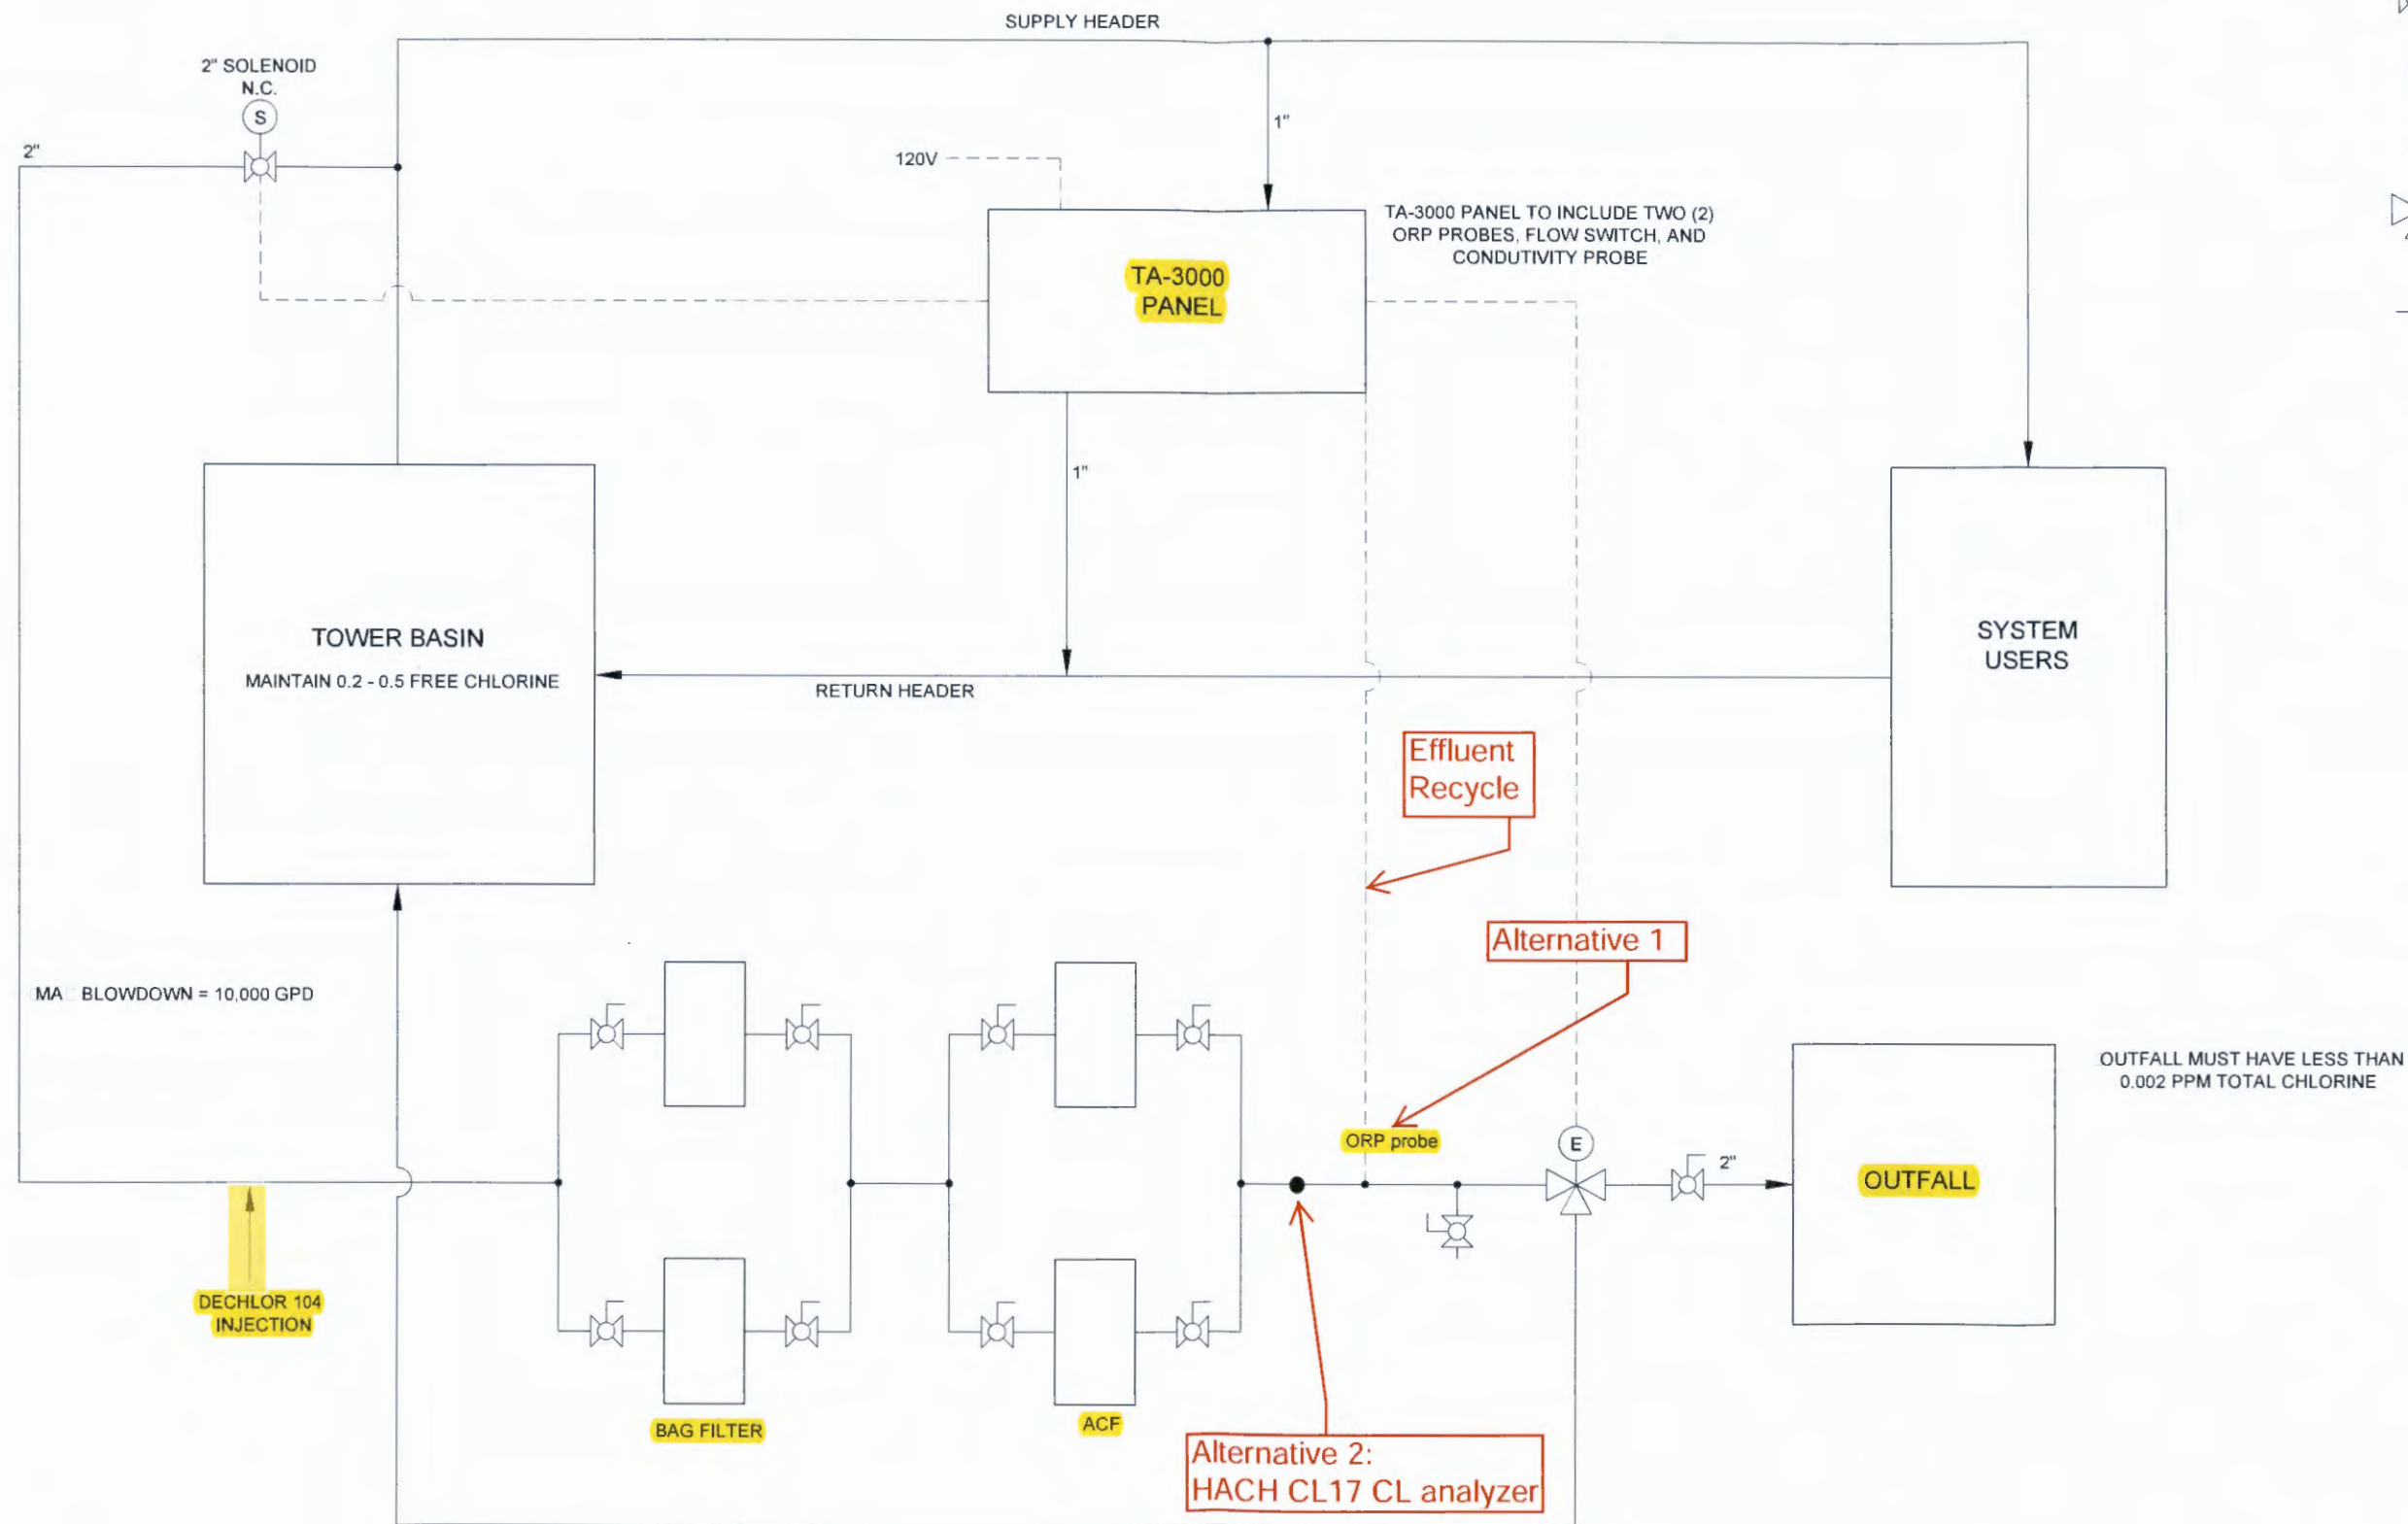 SUPPLY HEADER
2" SOLENOID
N.C.
S
2"
1"
120V
TA-3000
PANEL
TA-3000 PANEL TO INCLUDE TWO (2)
ORP PROBES, FLOW SWITCH, AND
CONDUTIVITY PROBE
1"
TOWER BASIN
MAINTAIN 0.2 - 0.5 FREE CHLORINE
RETURN HEADER
SYSTEM
USERS
Effluent
Recycle
Alternative 1
BLOWDOWN = 10,000 GPD
ORP probe
E
2"
OUTFALL
OUTFALL MUST HAVE LESS THAN
0.002 PPM TOTAL CHLORINE
DECHLOR 104
INJECTION
BAG FILTER
ACF
Alternative 2:
HACH CL17 CL analyzer